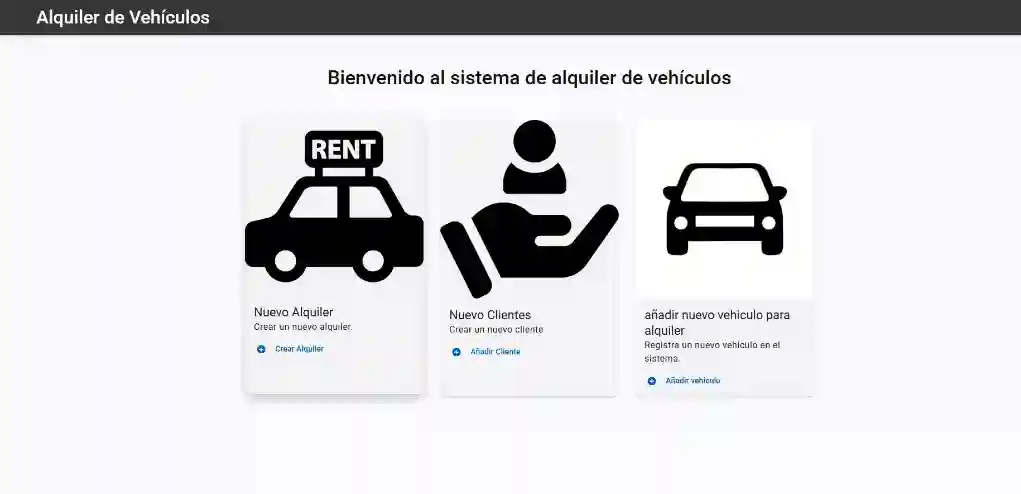 Alquiler de Vehículos
Bienvenido al sistema de alquiler de vehículos
RENT
Nuevo Alquiler
Crear un nuevo alquiler.
Crear Alquiler
Nuevo Clientes
Crear un nuevo cliente
Añadir Cliente
añadir nuevo vehiculo para
alquiler
Registra un nuevo vehículo en el
sistema.
Añadir vehículo